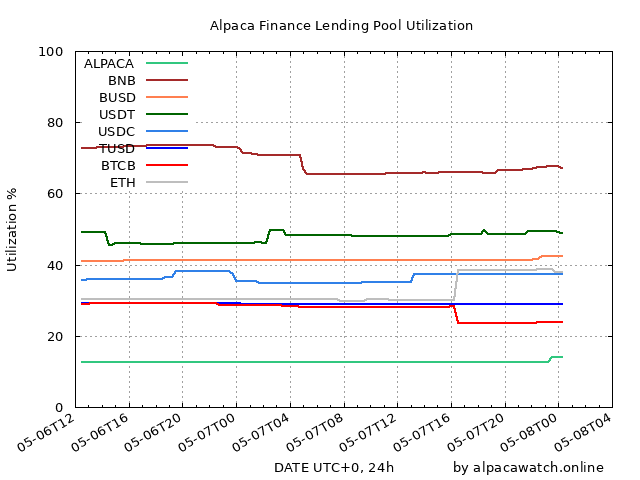 Alpaca Finance Lending Pool Utilization
100
80
60
40
20
0
Utilization %
ALPACA
BNB
BUSD
USDT
USDC
TUSD
BTCB
ETH
05-06T12
05-06T16
05-06T20
05-07T00
05-07T04
05-07T08
05-07T12
05-07T16
05-07T20
05-08T00
05-08T04
DATE UTC+0, 24h
by alpacawatch.online